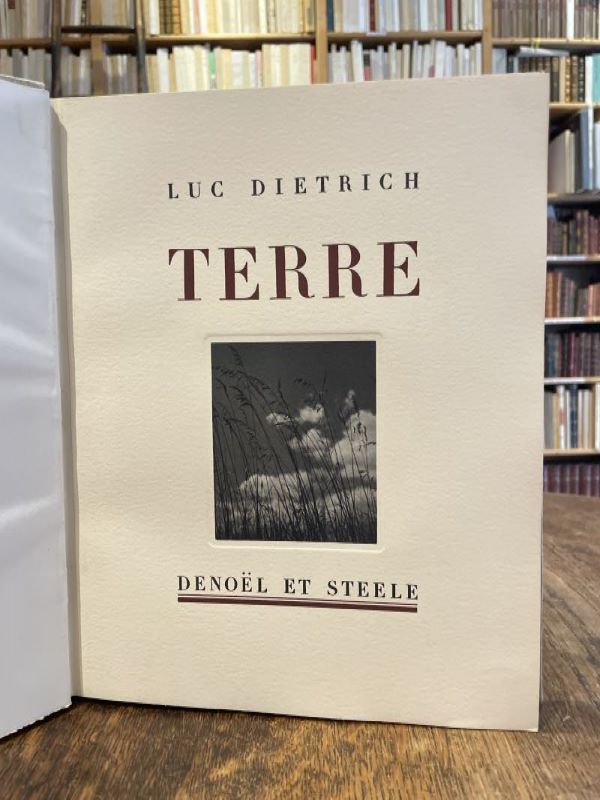 LUC DIETRICH
TERRE
DENOËL ET STEELE